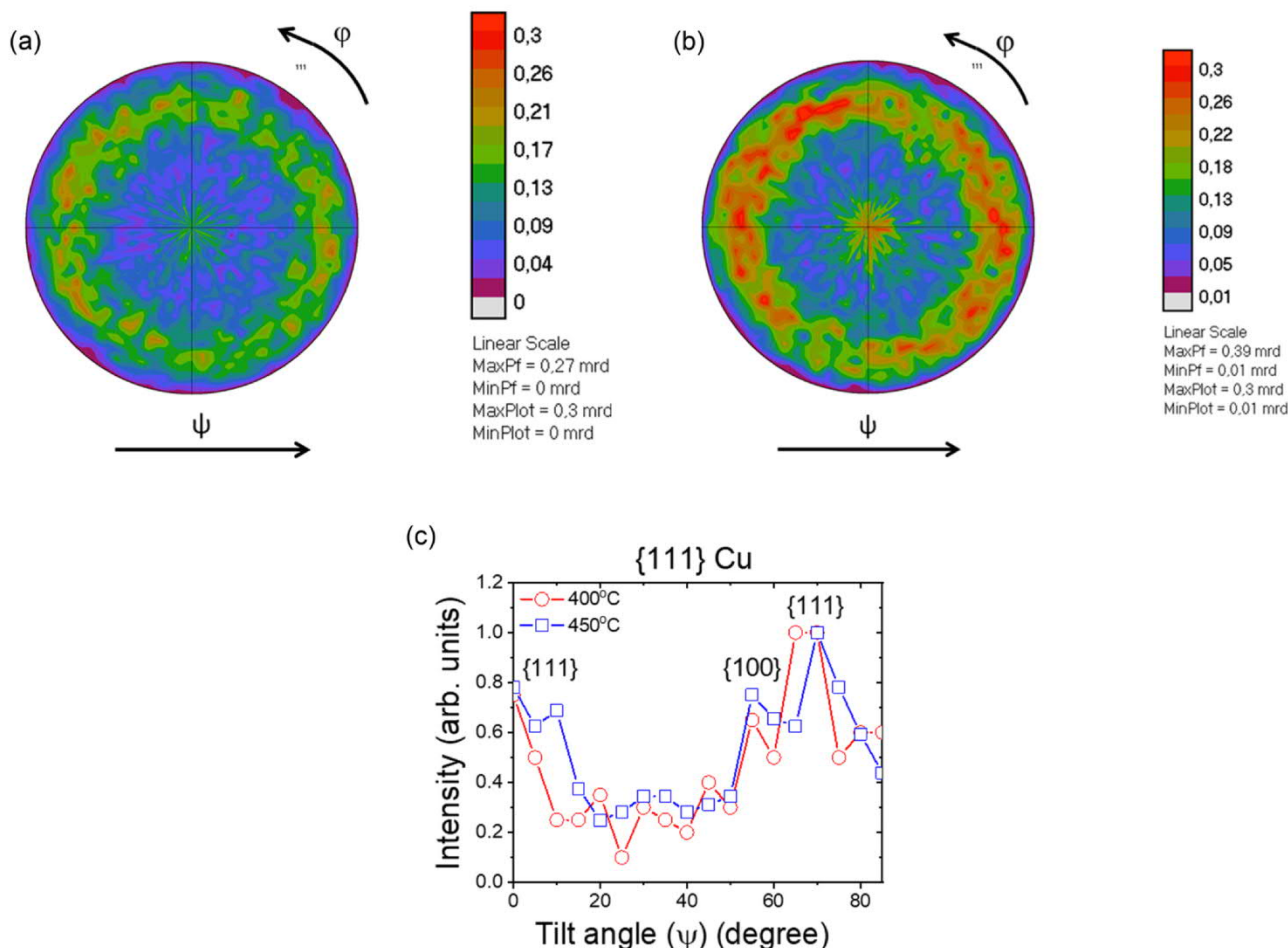 (a)
φ
111
0,3
0,26
0,21
0,17
0,13
0,09
0,04
0
Linear Scale
MaxPf = 0,27 mrd
MinPf = 0 mrd
MaxPlot = 0,3 mrd
MinPlot = 0 mrd
ψ
(b)
φ
111
0,3
0,26
0,22
0,18
0,13
0,09
0,05
0,01
Linear Scale
MaxPf = 0,39 mrd
MinPf = 0,01 mrd
MaxPlot = 0,3 mrd
MinPlot = 0,01 mrd
ψ
(c)
{111} Cu
400°C
450°C
{111}
{100}
{111}
Intensity (arb. units)
1.2
1.0
0.8
0.6
0.4
0.2
0.0
0 20 40 60 80
Tilt angle (ψ) (degree)